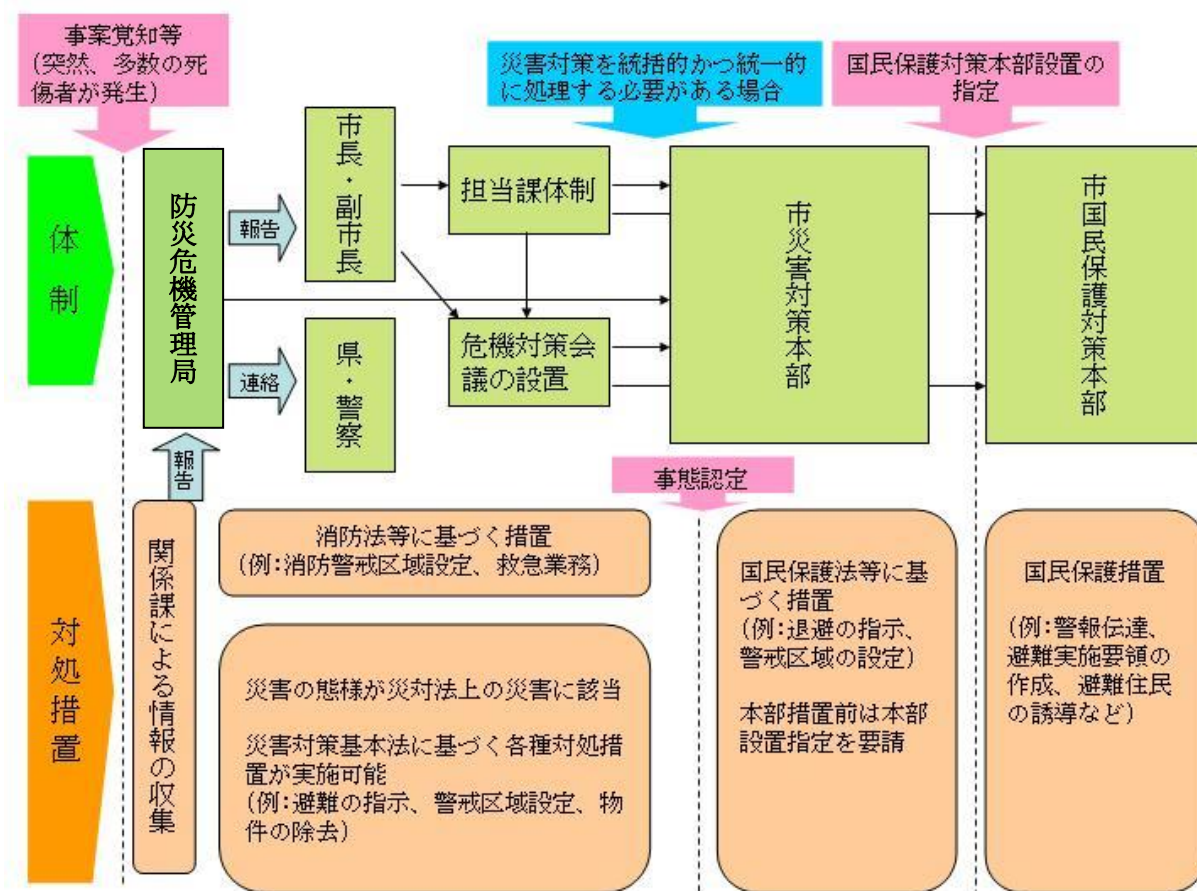 事案覚知等
(突然、多数の死
傷者が発生)
災害対策を統括的かつ統一的
に処理する必要がある場合
国民保護対策本部設置の
指定
体制
防災危機管理局
報告
市長・副市長
連絡
県・警察
担当課体制
危機対策会
議の設置
市災害対策本部
市国民保護対策本部
報告
事態認定
対処措置
関係課による情報の収集
消防法等に基づく措置
(例:消防警戒区域設定、救急業務)
災害の態様が災対法上の災害に該当
災害対策基本法に基づく各種対処措
置が実施可能
(例:避難の指示、警戒区域設定、物
件の除去)
国民保護法等に基
づく措置
(例:退避の指示、
警戒区域の設定)
本部措置前は本部
設置指定を要請
国民保護措置
(例:警報伝達、
避難実施要領の
作成、避難住民
の誘導など)